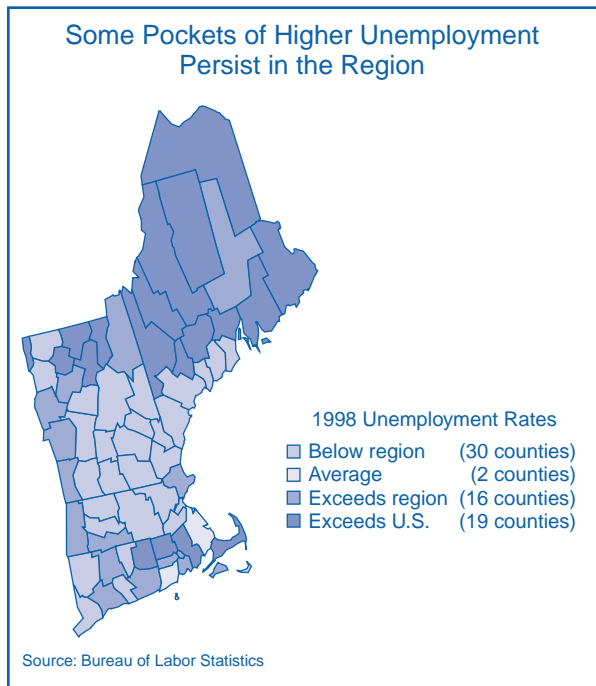 Some Pockets of Higher Unemployment
Persist in the Region
1998 Unemployment Rates
Below region (30 counties)
Average (2 counties)
Exceeds region (16 counties)
Exceeds U.S. (19 counties)
Source: Bureau of Labor Statistics